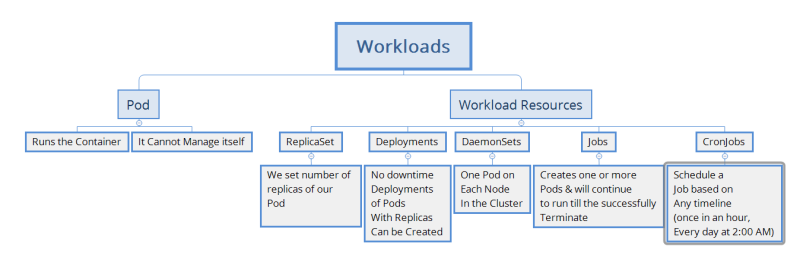 Workloads
Pod
Workload Resources
Runs the Container
It Cannot Manage itself
ReplicaSet
Deployments
DaemonSets
Jobs
CronJobs
We set number of
replicas of our
Pod
No downtime
Deployments
of Pods
With Replicas
Can be Created
One Pod on
Each Node
In the Cluster
Creates one or more
Pods & will continue
to run till the successfully
Terminate
Schedule a
Job based on
Any timeline
(once in an hour,
Every day at 2:00 AM)